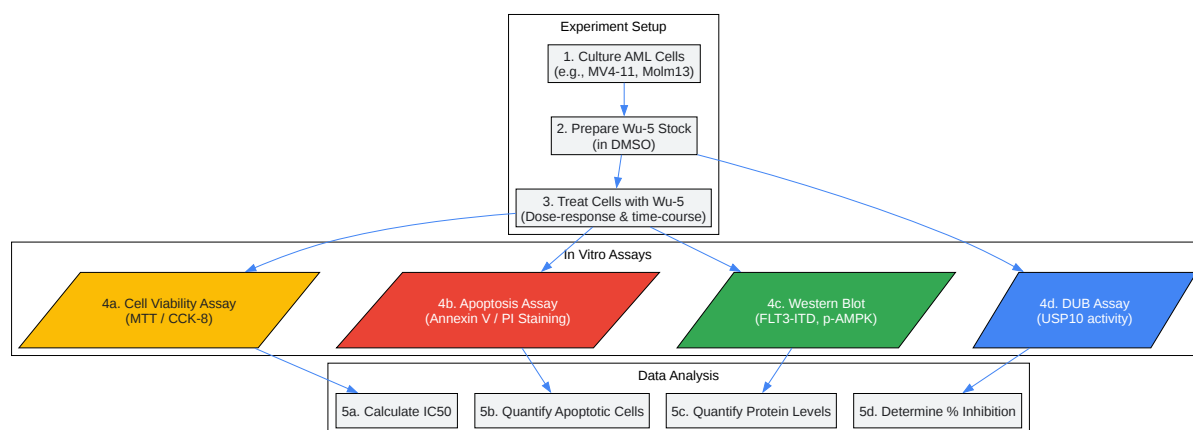 Experiment Setup
1. Culture AML Cells
(e.g., MV4-11, Molm13)
2. Prepare Wu-5 Stock
(in DMSO)
3. Treat Cells with Wu-5
(Dose-response & time-course)
In Vitro Assays
4a. Cell Viability Assay
(MTT / CCK-8)
4b. Apoptosis Assay
(Annexin V / PI Staining)
4c. Western Blot
(FLT3-ITD, p-AMPK)
4d. DUB Assay
(USP10 activity)
Data Analysis
5a. Calculate IC50
5b. Quantify Apoptotic Cells
5c. Quantify Protein Levels
5d. Determine % Inhibition